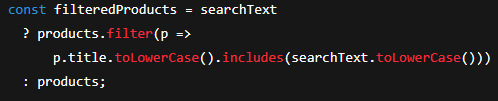 const filteredProducts = searchText
? products.filter(p =>
p.title.toLowerCase().includes(searchText.toLowerCase()))
: products;